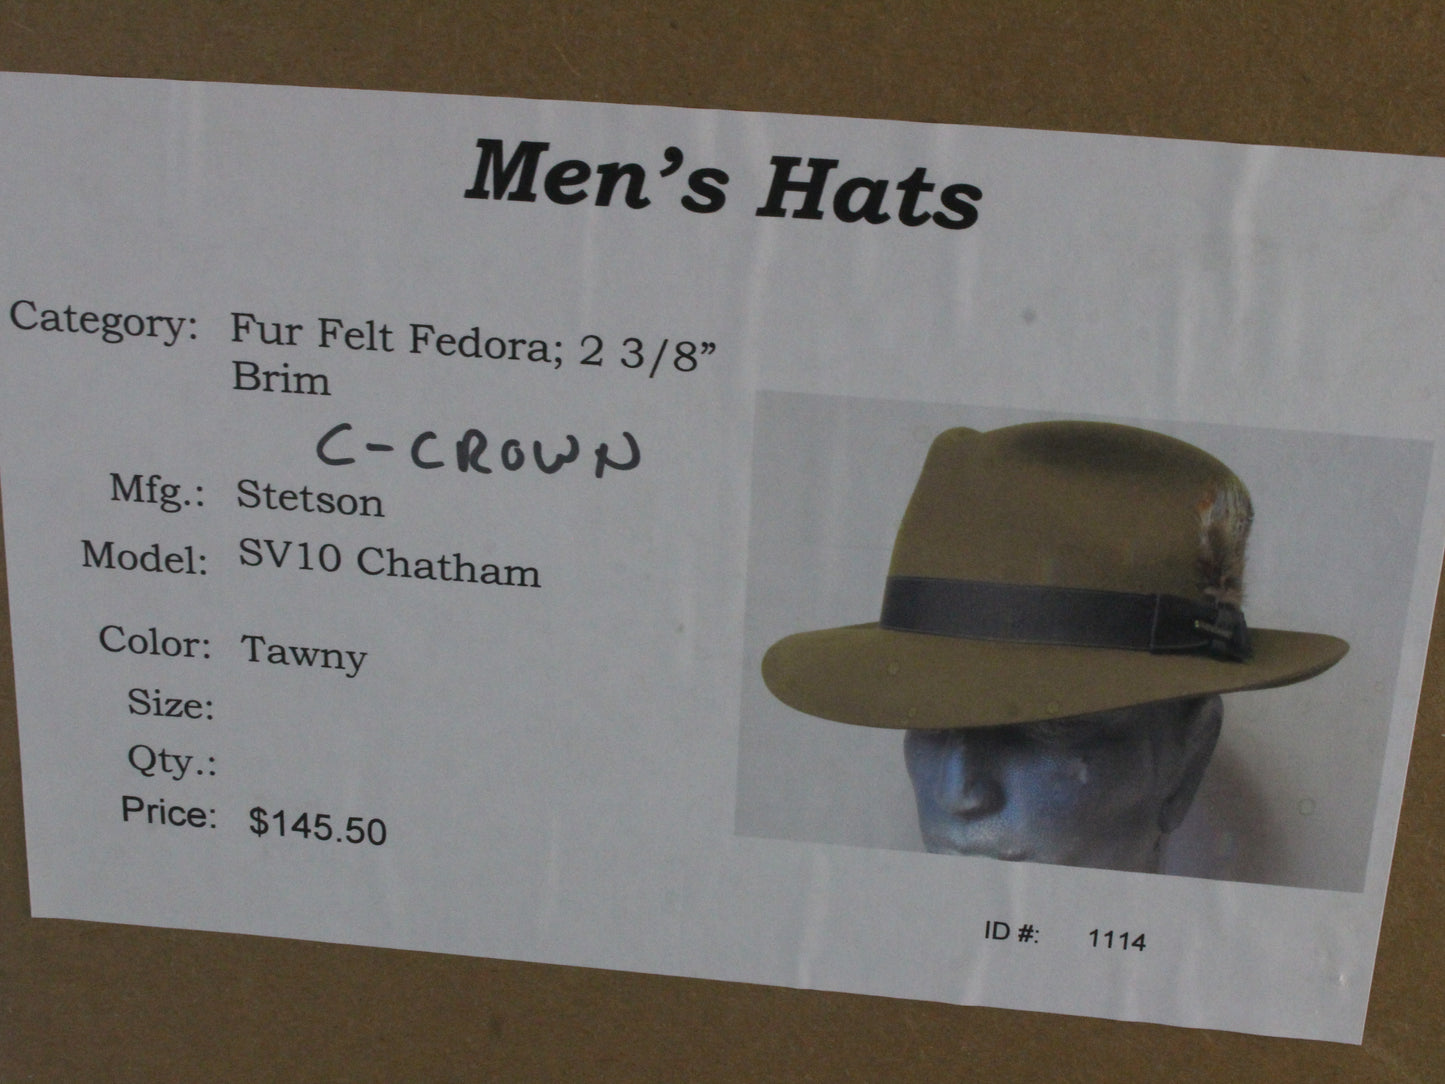 Men's Hats
Category: Fur Felt Fedora; 2 3/8”
Brim
C-CROWN
Mfg.: Stetson
Model: SV10 Chatham
Color: Tawny
Size:
Qty.:
Price: $145.50
ID #: 1114